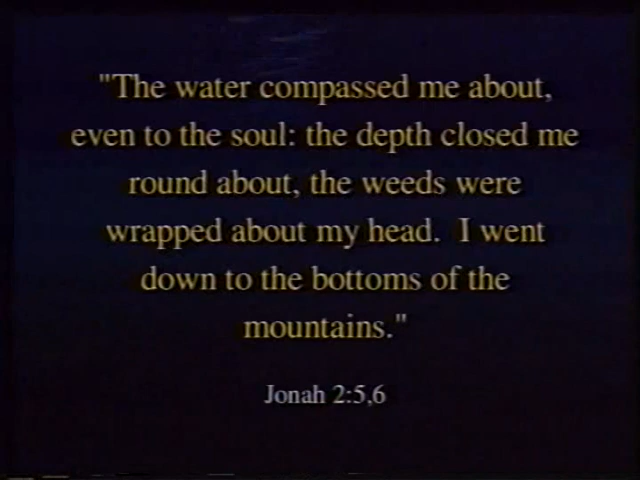 "The water compassed me about,
even to the soul: the depth closed me
round about, the weeds were
wrapped about my head.  I went
down to the bottoms of the
mountains."
Jonah 2:5,6